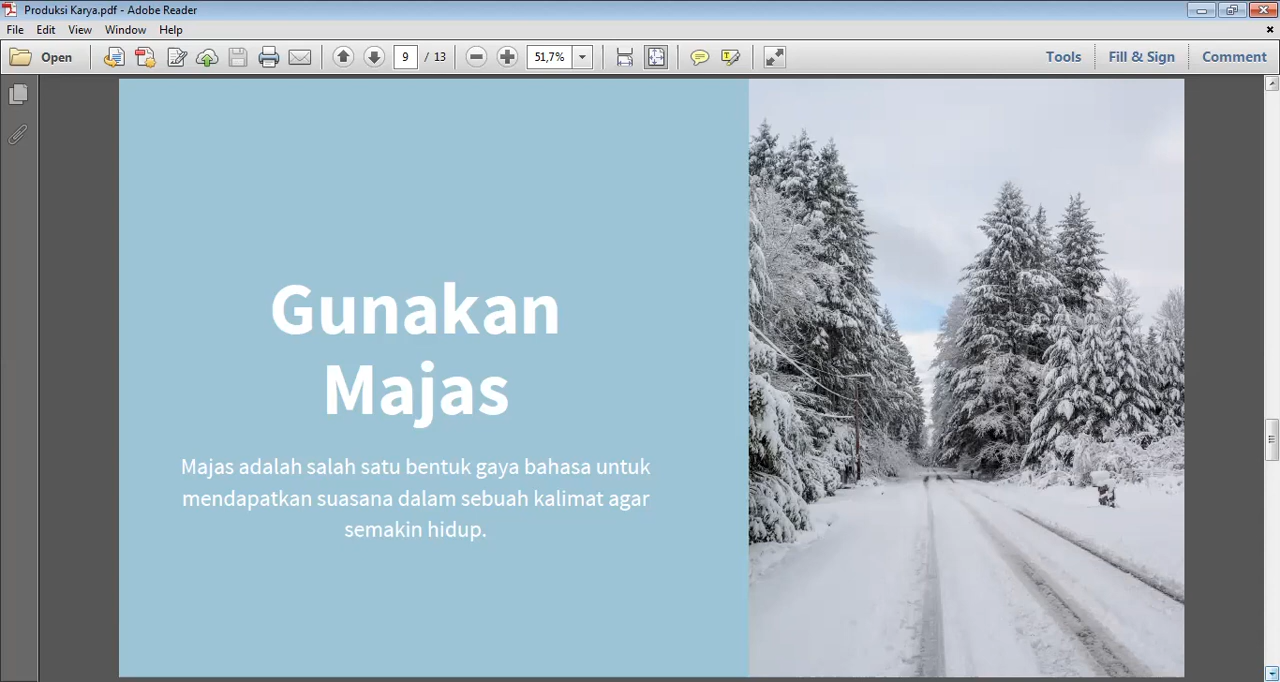 Produksi Karya.pdf - Adobe Reader
File Edit View Window Help
Open 9 / 13 51,7% Tools Fill & Sign Comment
Gunakan
Majas
Majas adalah salah satu bentuk gaya bahasa untuk
mendapatkan suasana dalam sebuah kalimat agar
semakin hidup.